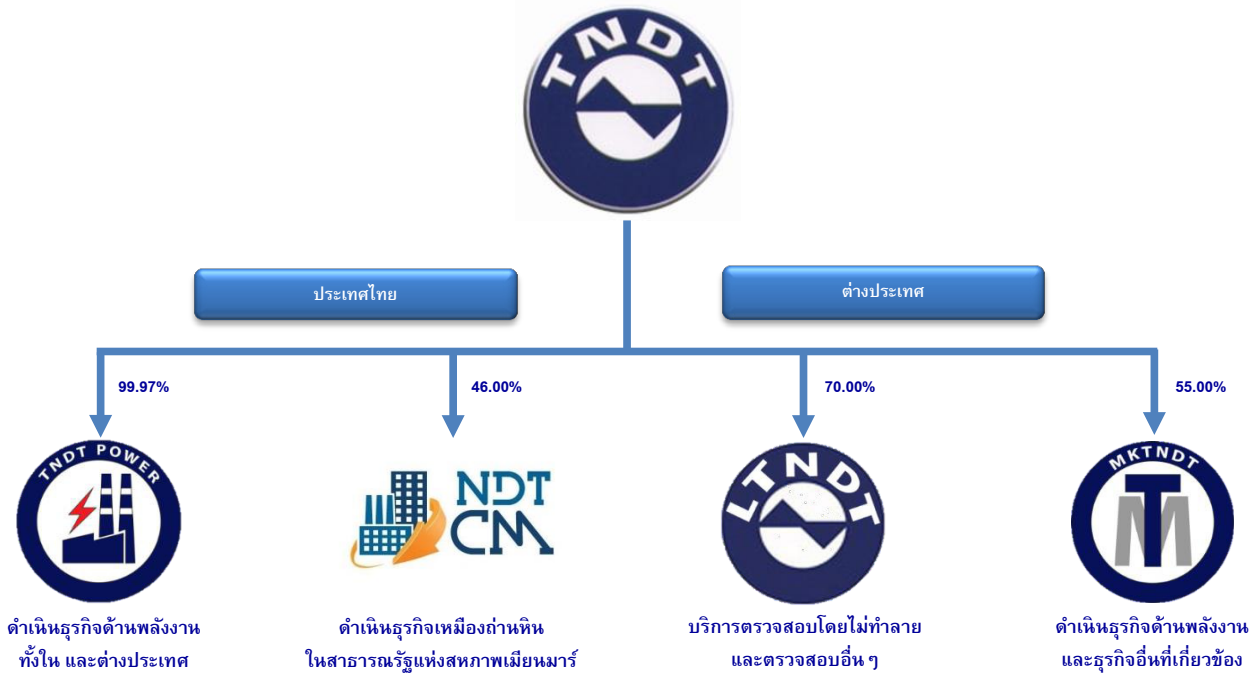 TNDT
ประเทศไทย
ต่างประเทศ
99.97%
46.00%
70.00%
55.00%
TNDT POWER
NDT
CM
LTNDT
MKTNDT
TM
ดำเนินธุรกิจด้านพลังงาน
ทั้งใน และต่างประเทศ
ดำเนินธุรกิจเหมืองถ่านหิน
ในสาธารณรัฐแห่งสหภาพเมียนมาร์
บริการตรวจสอบโดยไม่ทำลาย
และตรวจสอบอื่น ๆ
ดำเนินธุรกิจด้านพลังงาน
และธุรกิจอื่นที่เกี่ยวข้อง